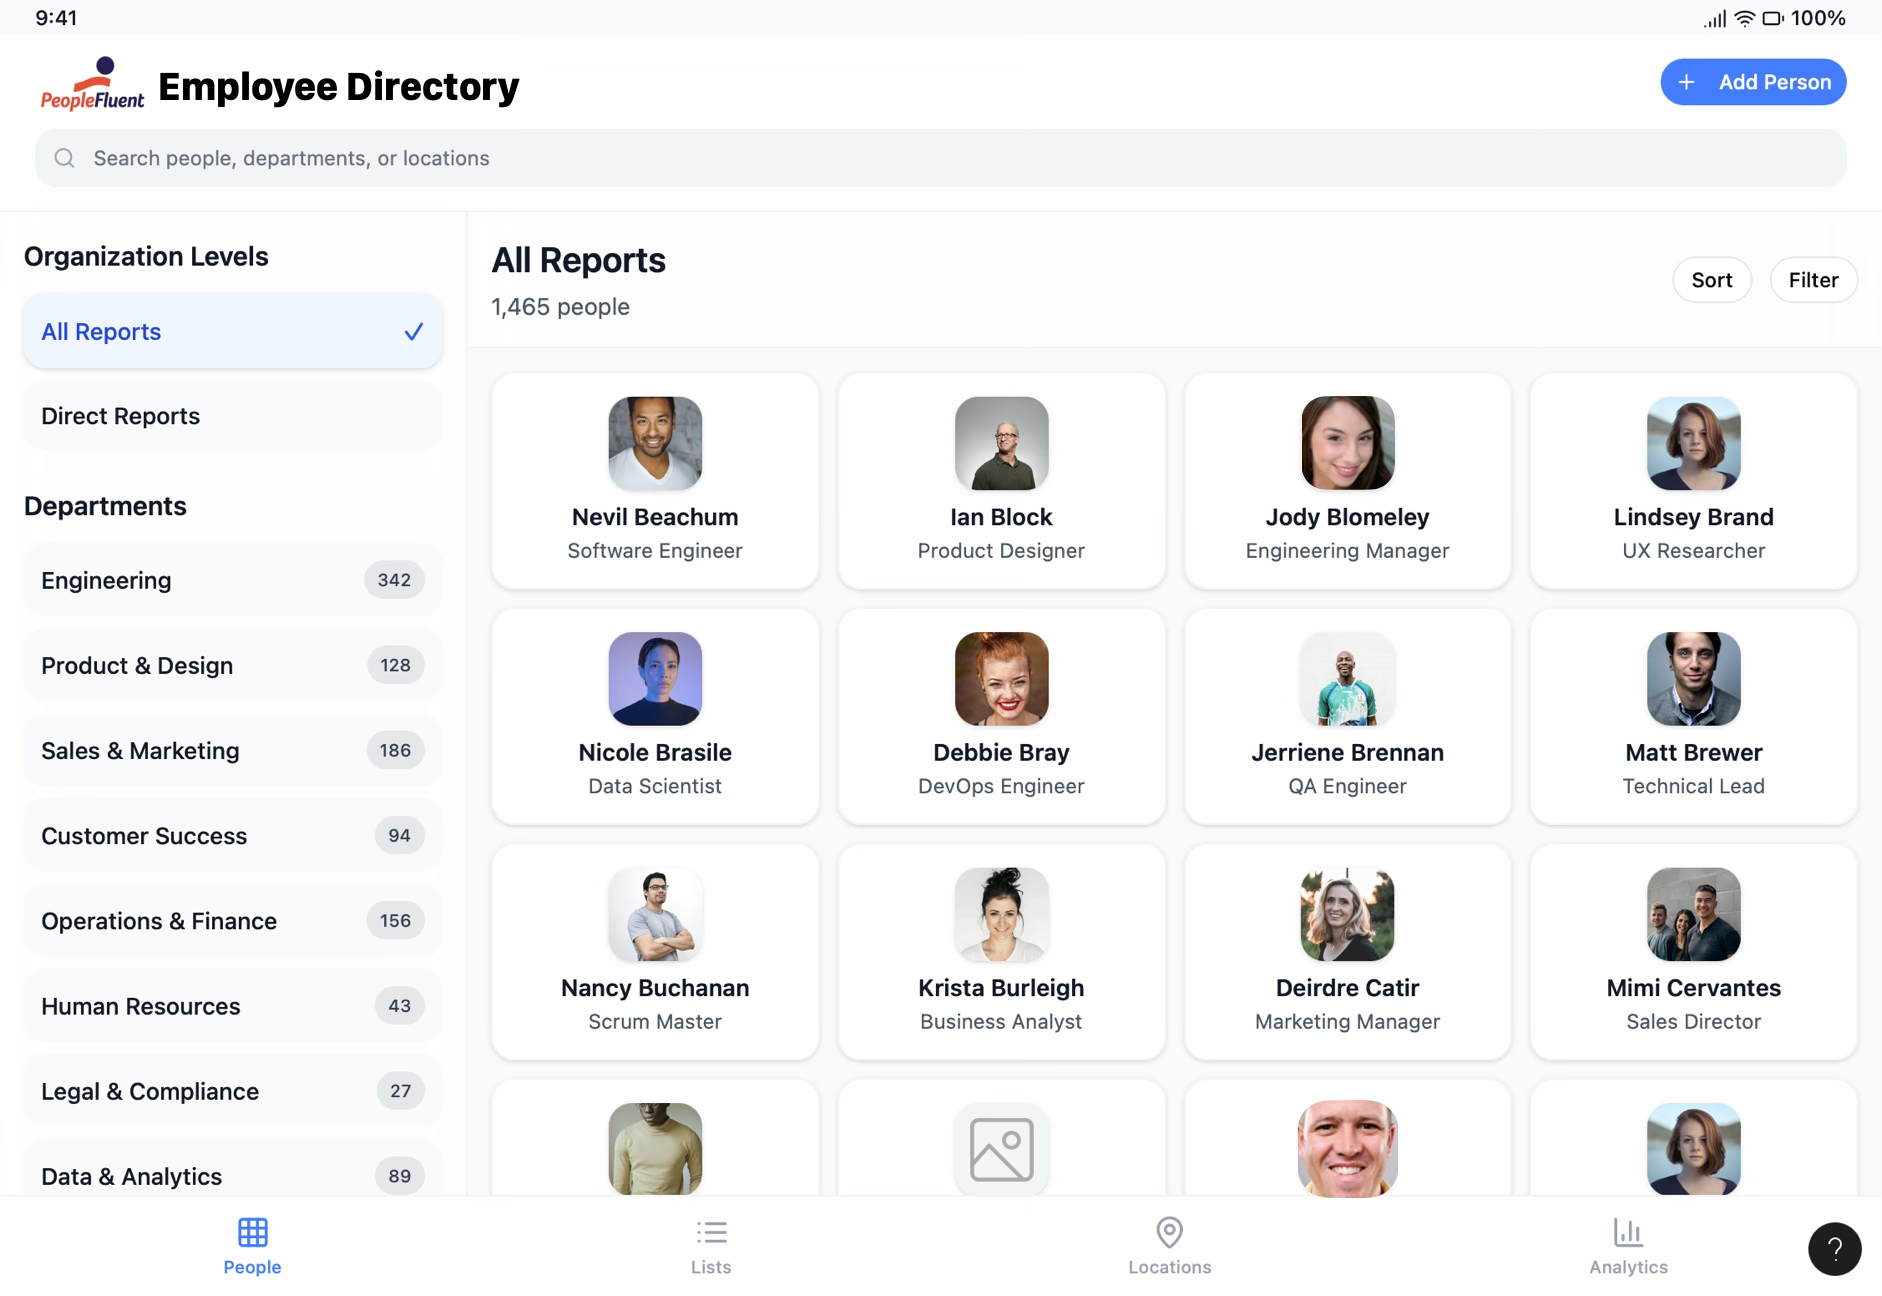 9:41
100%
PeopleFluent
Employee Directory
+ Add Person
Search people, departments, or locations
Organization Levels
All Reports
Direct Reports
Departments
Engineering 342
Product & Design 128
Sales & Marketing 186
Customer Success 94
Operations & Finance 156
Human Resources 43
Legal & Compliance 27
Data & Analytics 89
All Reports
1,465 people
Sort
Filter
Nevil Beachum
Software Engineer
Ian Block
Product Designer
Jody Blomeley
Engineering Manager
Lindsey Brand
UX Researcher
Nicole Brasile
Data Scientist
Debbie Bray
DevOps Engineer
Jerriene Brennan
QA Engineer
Matt Brewer
Technical Lead
Nancy Buchanan
Scrum Master
Krista Burleigh
Business Analyst
Deirdre Catir
Marketing Manager
Mimi Cervantes
Sales Director
People
Lists
Locations
Analytics
?